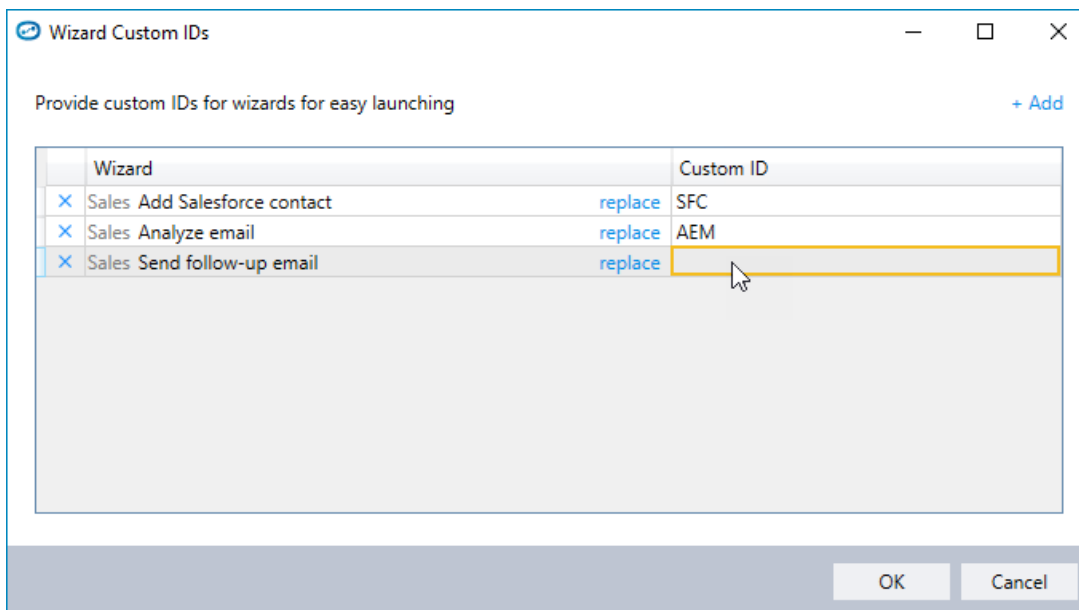 Wizard Custom IDs
Provide custom IDs for wizards for easy launching + Add
Wizard Custom ID
Sales Add Salesforce contact replace SFC
Sales Analyze email replace AEM
Sales Send follow-up email replace
OK Cancel